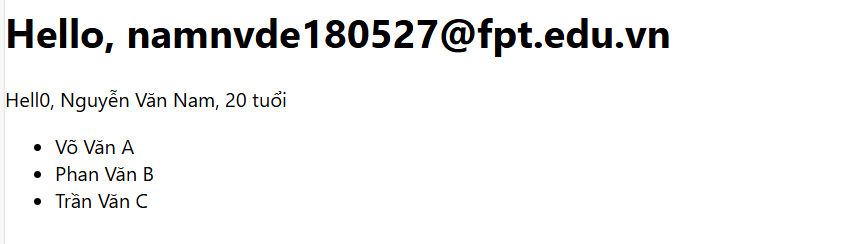 Hello, namnvde180527@fpt.edu.vn
Hell0, Nguyễn Văn Nam, 20 tuổi
Võ Văn A
Phan Văn B
Trần Văn C